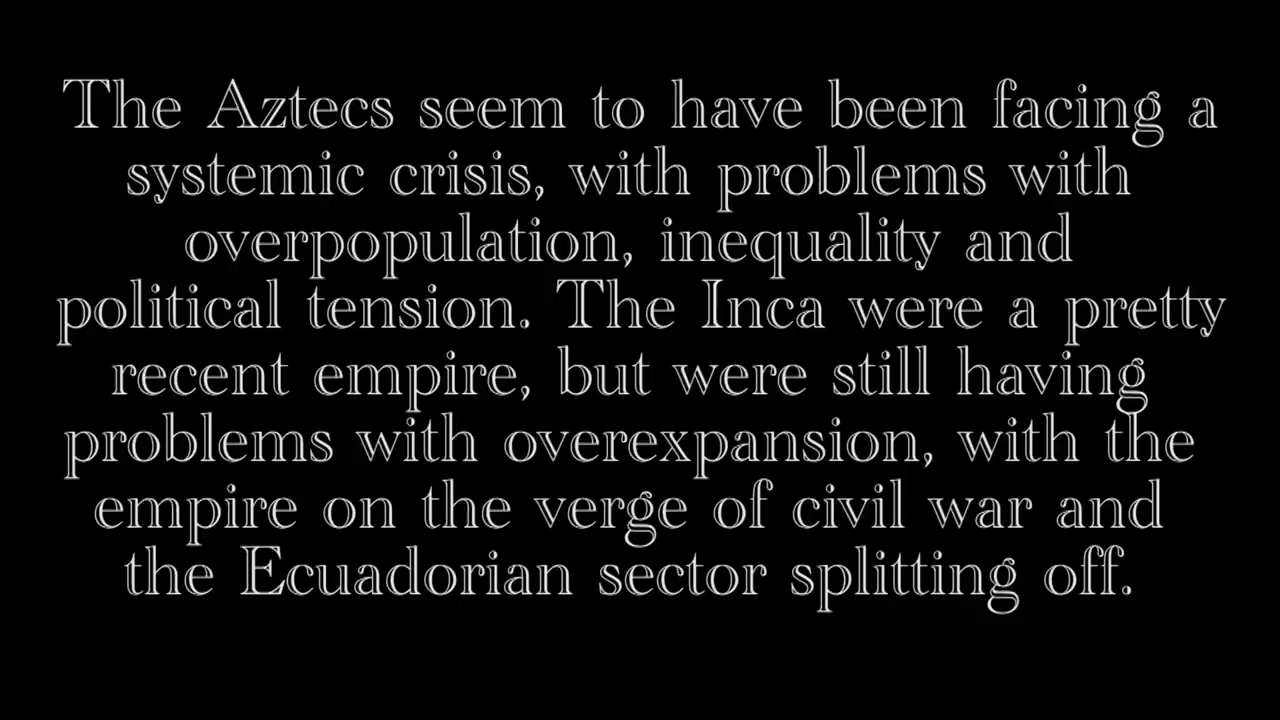 The Aztecs seem to have been facing a
systemic crisis, with problems with
overpopulation, inequality and
political tension. The Inca were a pretty
recent empire, but were still having
problems with overexpansion, with the
empire on the verge of civil war and
the Ecuadorian sector splitting off.